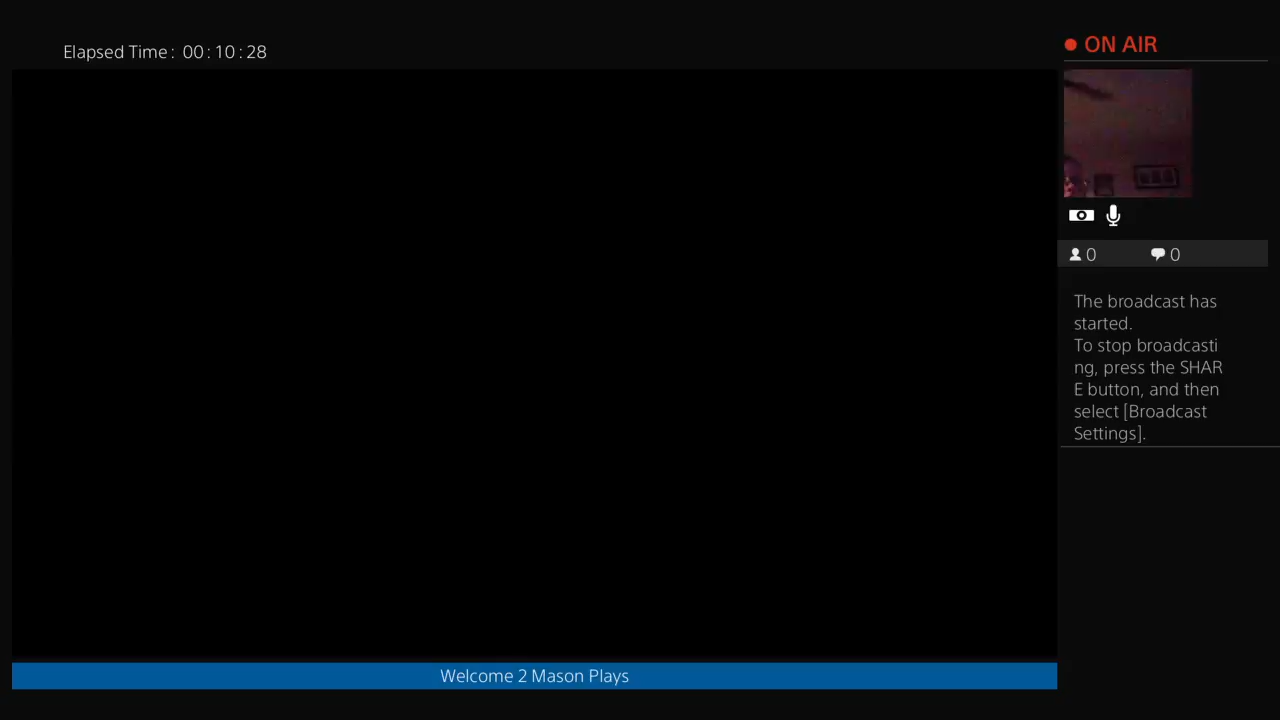 Elapsed Time: 00:10:28
ON AIR
0 0
The broadcast has
started.
To stop broadcasti
ng, press the SHAR
E button, and then
select [Broadcast
Settings].
Welcome 2 Mason Plays